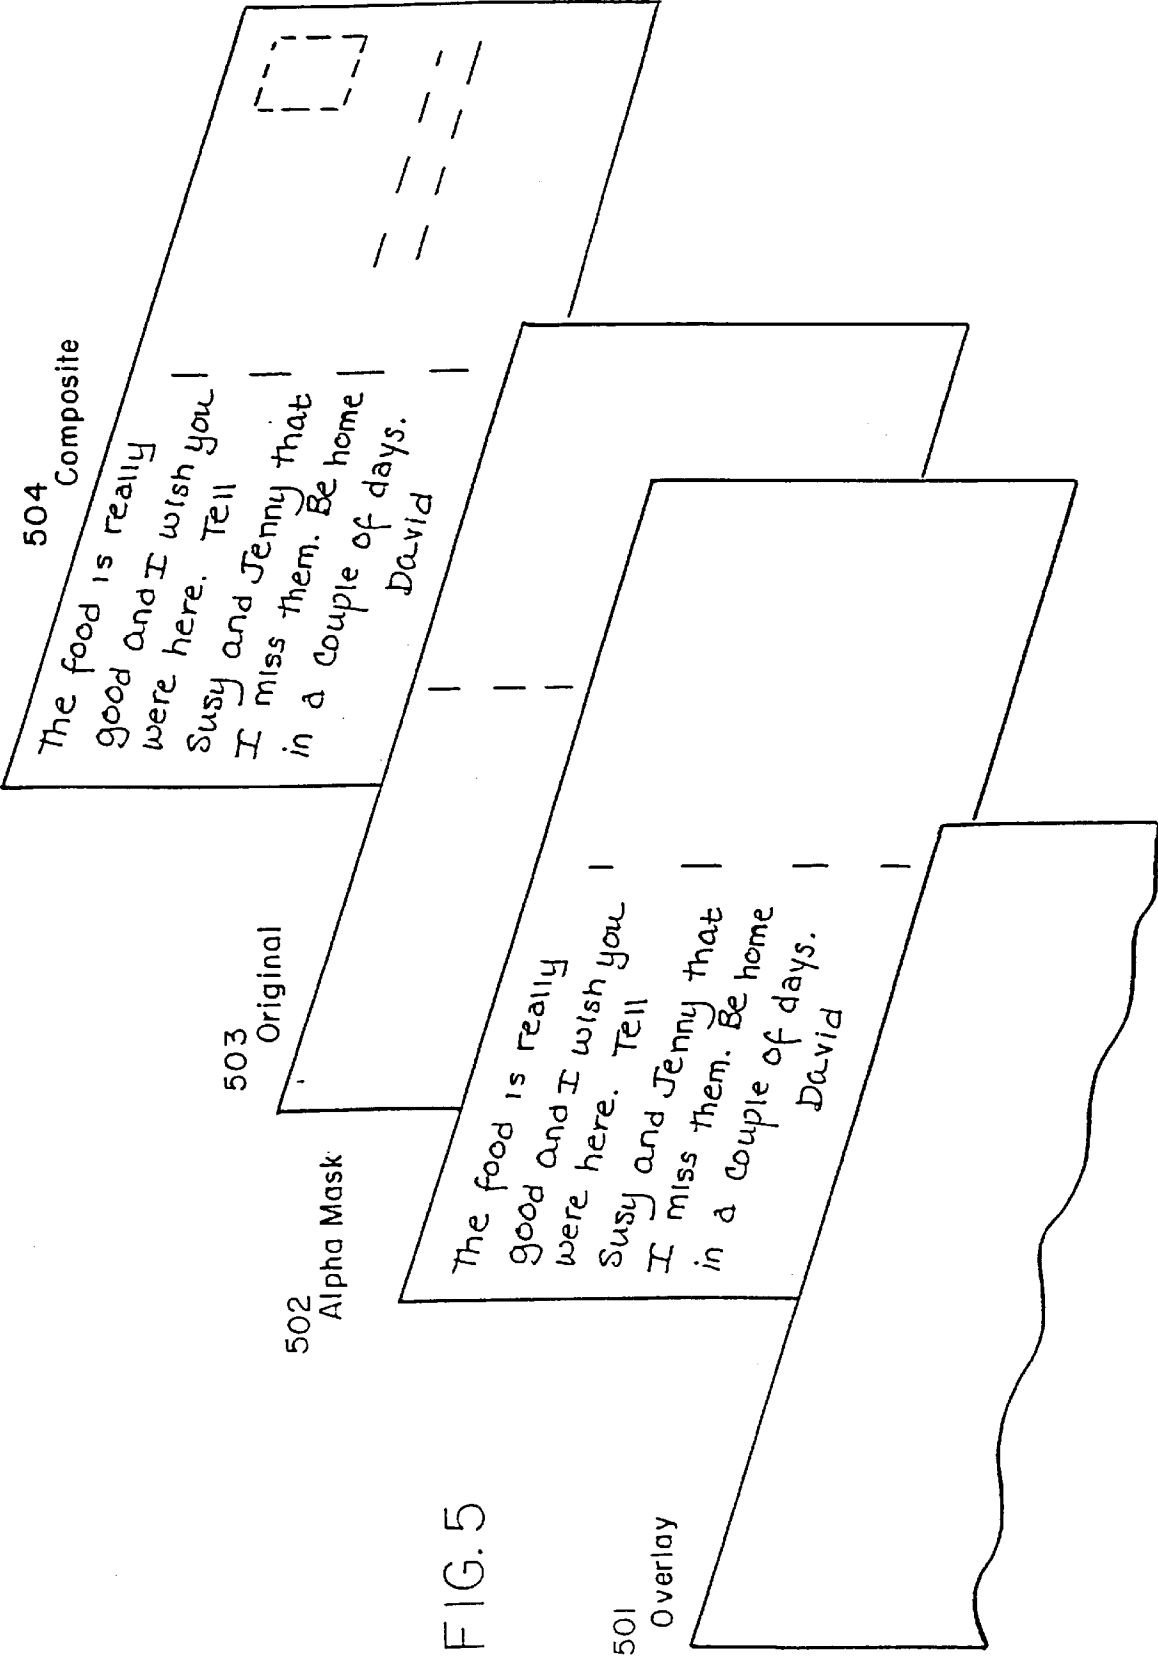 FIG. 5
501
Overlay
502
Alpha Mask
The food is really
good and I wish you
were here. Tell
Susy and Jenny that
I miss them. Be home
in a couple of days.
David
503
Original
504
Composite
The food is really
good and I wish you
were here. Tell
Susy and Jenny that
I miss them. Be home
in a couple of days.
David